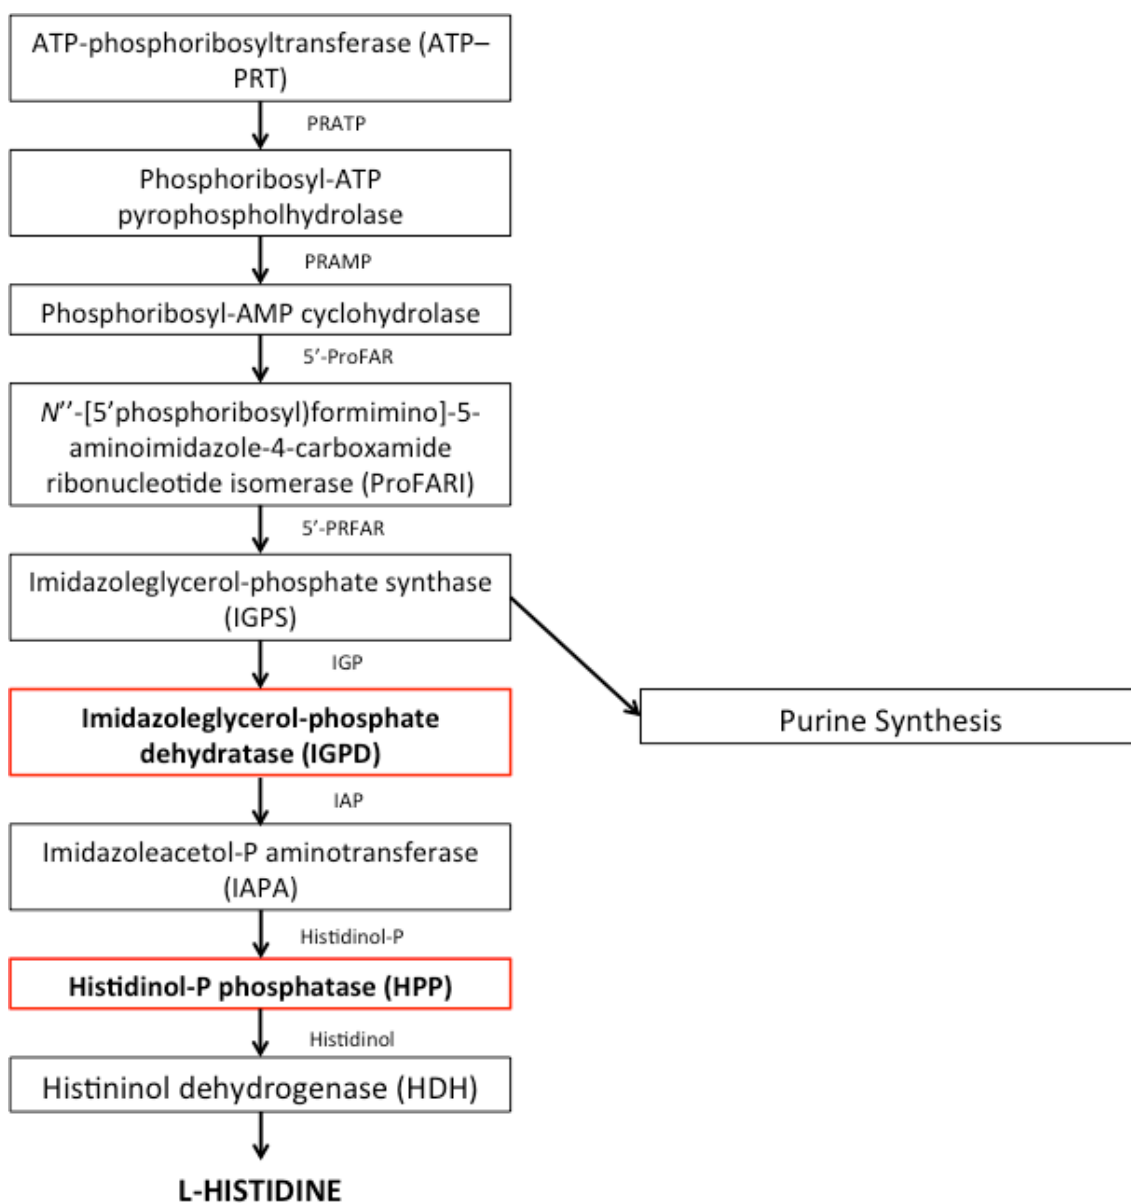 ATP-phosphoribosyltransferase (ATP–
PRT)
PRATP
Phosphoribosyl-ATP
pyrophospholhydrolase
PRAMP
Phosphoribosyl-AMP cyclohydrolase
5’-ProFAR
N’’-[5’phosphoribosyl)formimino]-5-
aminoimidazole-4-carboxamide
ribonucleotide isomerase (ProFARI)
5’-PRFAR
Imidazoleglycerol-phosphate synthase
(IGPS)
IGP
Imidazoleglycerol-phosphate
dehydratase (IGPD)
Purine Synthesis
IAP
Imidazoleacetol-P aminotransferase
(IAPA)
Histidinol-P
Histidinol-P phosphatase (HPP)
Histidinol
Histininol dehydrogenase (HDH)
L-HISTIDINE